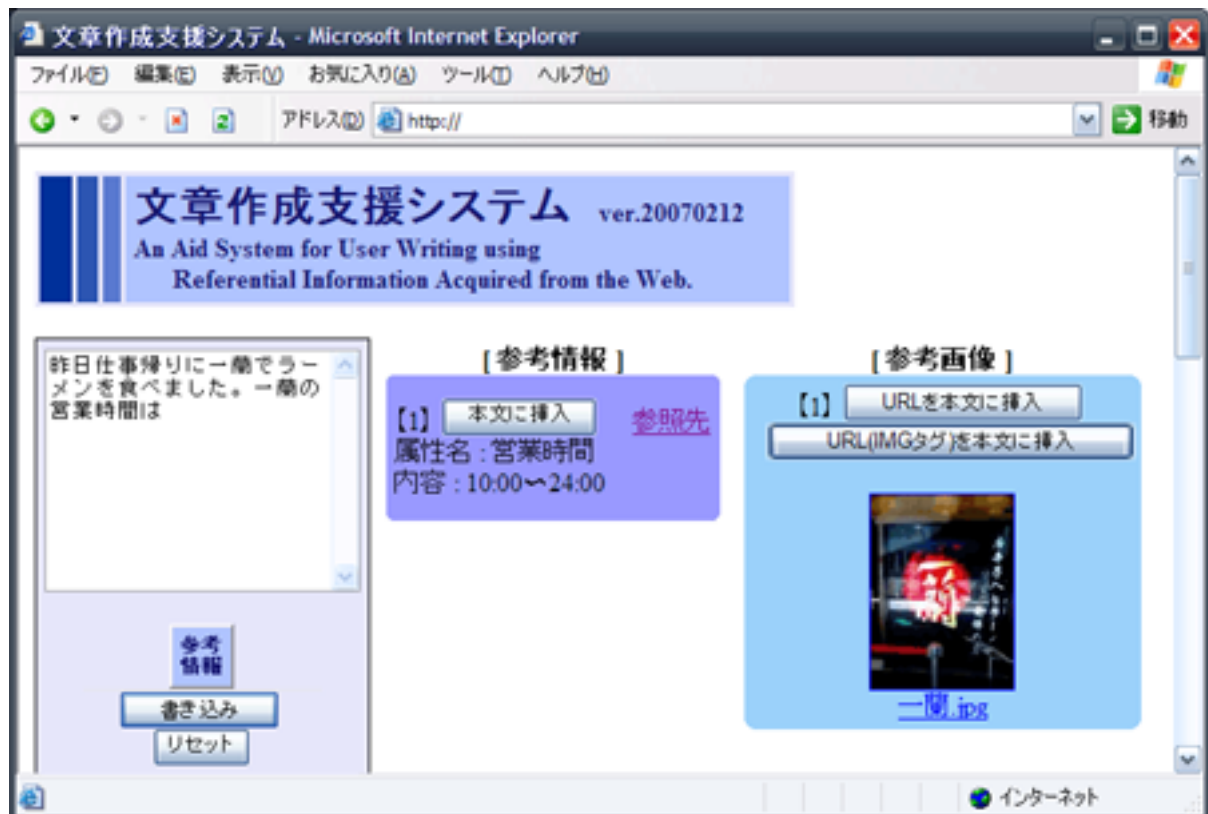 文章作成支援システム - Microsoft Internet Explorer
ファイル(F) 編集(E) 表示(V) お気に入り(A) ツール(T) ヘルプ(H)
アドレス(D) http:// 移動
文章作成支援システム ver.20070212
An Aid System for User Writing using
Referential Information Acquired from the Web.
昨日仕事帰りに一蘭でラー
メンを食べました。一蘭の
営業時間は
参考
情報
書き込み
リセット
[ 参考情報 ]
【1】 本文に挿入 参照先
属性名 : 営業時間
内容 : 10:00〜24:00
[ 参考画像 ]
【1】 URLを本文に挿入
URL(IMGタグ)を本文に挿入
一蘭
一蘭.jpg
インターネット